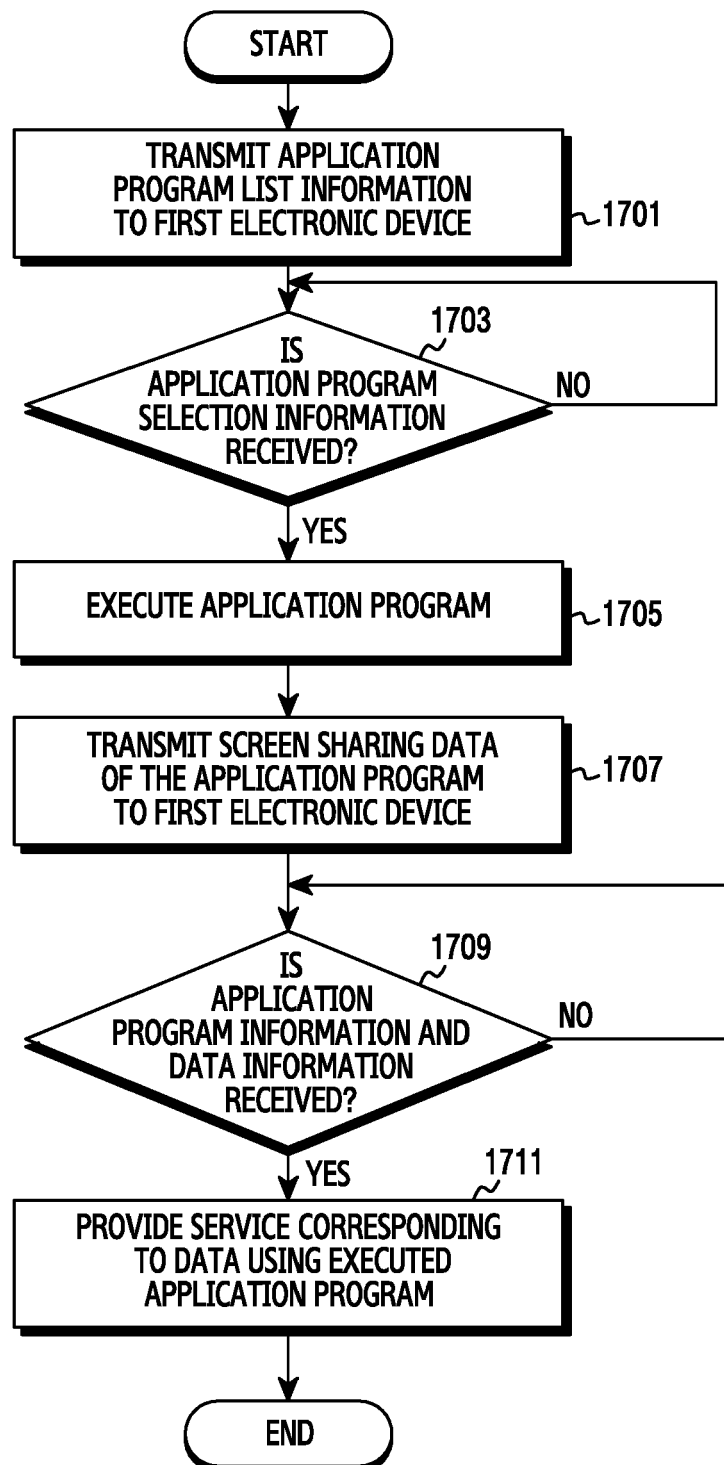 START
TRANSMIT APPLICATION
PROGRAM LIST INFORMATION
TO FIRST ELECTRONIC DEVICE
1701
1703
IS
APPLICATION PROGRAM
SELECTION INFORMATION
RECEIVED?
NO
YES
EXECUTE APPLICATION PROGRAM
1705
TRANSMIT SCREEN SHARING DATA
OF THE APPLICATION PROGRAM
TO FIRST ELECTRONIC DEVICE
1707
1709
IS
APPLICATION
PROGRAM INFORMATION AND
DATA INFORMATION
RECEIVED?
NO
YES
1711
PROVIDE SERVICE CORRESPONDING
TO DATA USING EXECUTED
APPLICATION PROGRAM
END